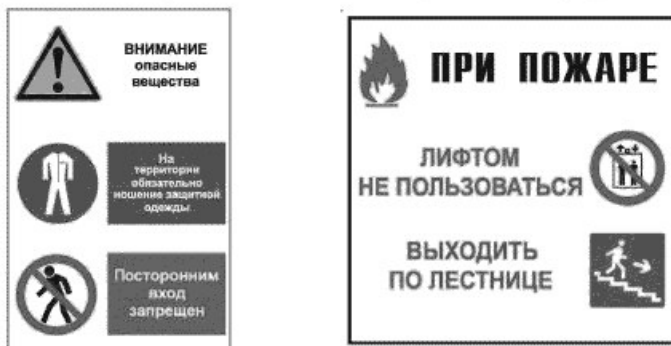 ВНИМАНИЕ
опасные
вещества
На
территории
обязательно
ношение защитной
одежды
Посторонним
вход
запрещен
ПРИ ПОЖАРЕ
ЛИФТОМ
НЕ ПОЛЬЗОВАТЬСЯ
ВЫХОДИТЬ
ПО ЛЕСТНИЦЕ